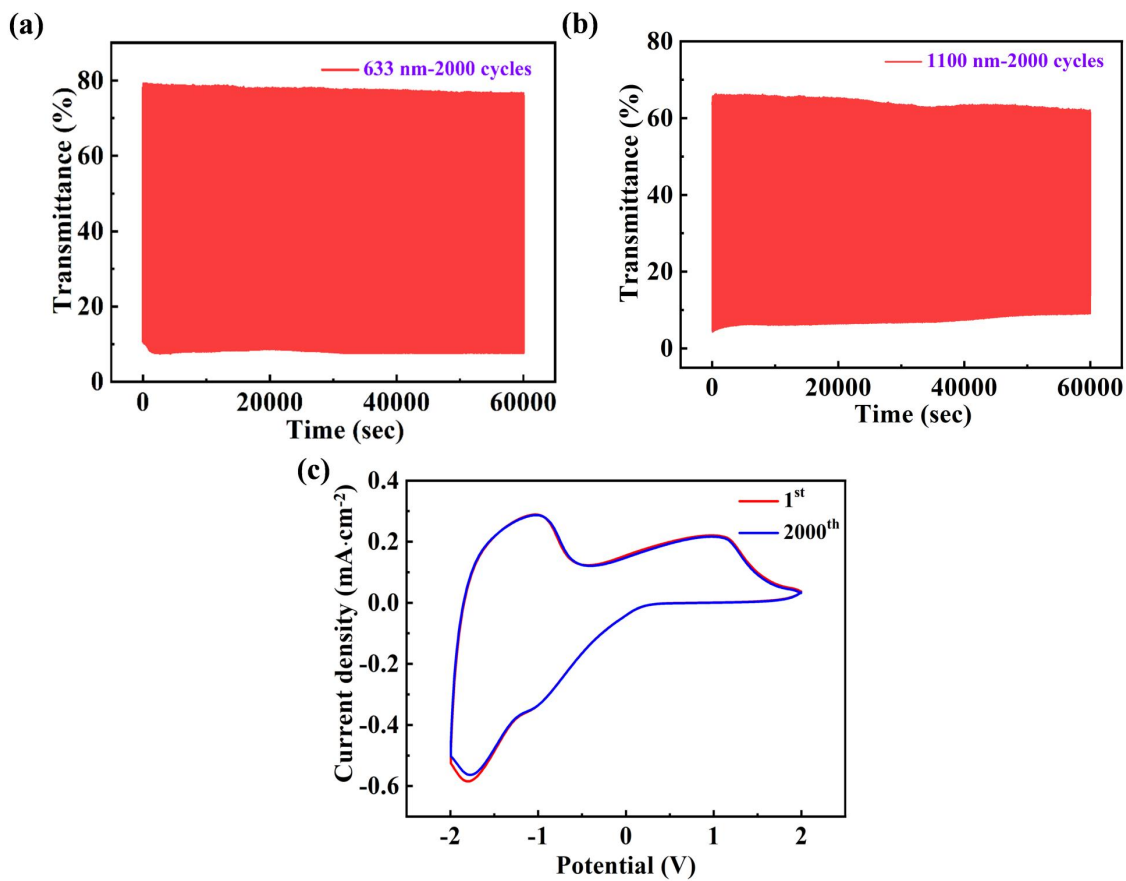 (a)
633 nm-2000 cycles
Transmittance (%)
100
80
60
40
20
0
0 20000 40000 60000
Time (sec)
(b)
1100 nm-2000 cycles
Transmittance (%)
80
60
40
20
0
0 20000 40000 60000
Time (sec)
(c)
1st
2000th
Current density (mA·cm-2)
0.4
0.2
0.0
-0.2
-0.4
-0.6
-2 -1 0 1 2
Potential (V)